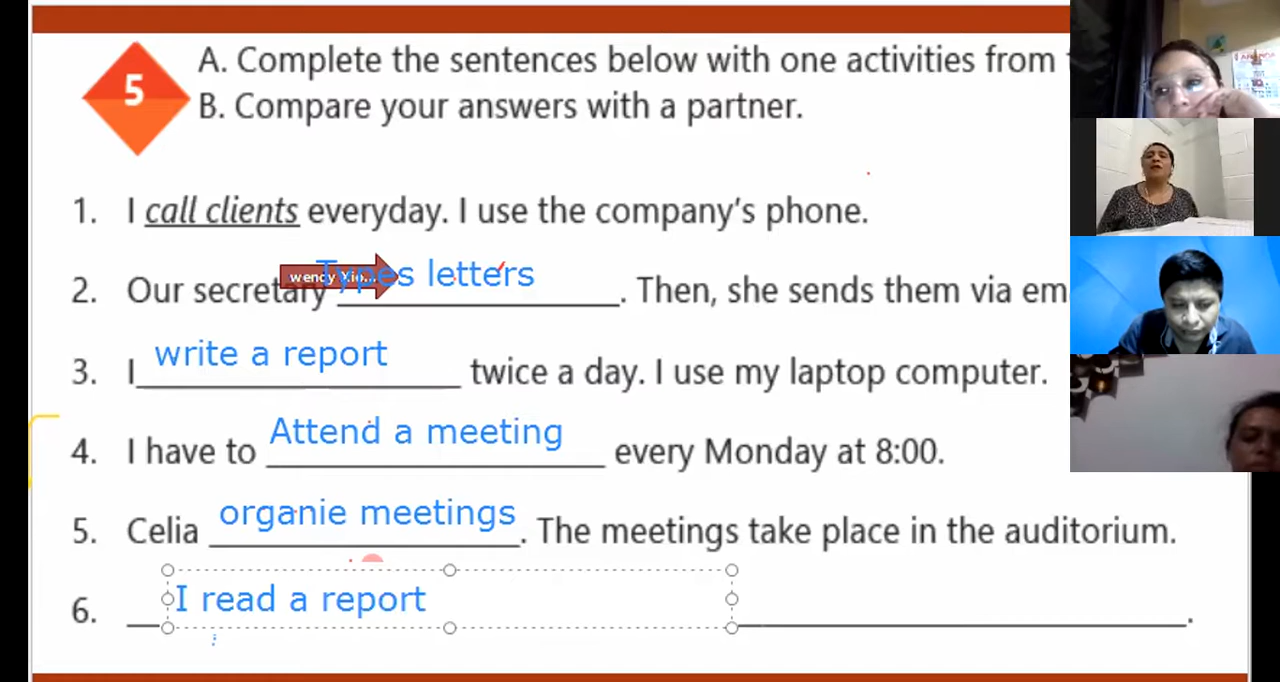 5
A. Complete the sentences below with one activities from
B. Compare your answers with a partner.
1. I call clients everyday. I use the company's phone.
2. Our secretary Types letters. Then, she sends them via em
3. I write a report twice a day. I use my laptop computer.
4. I have to Attend a meeting every Monday at 8:00.
5. Celia organie meetings. The meetings take place in the auditorium.
6. I read a report.